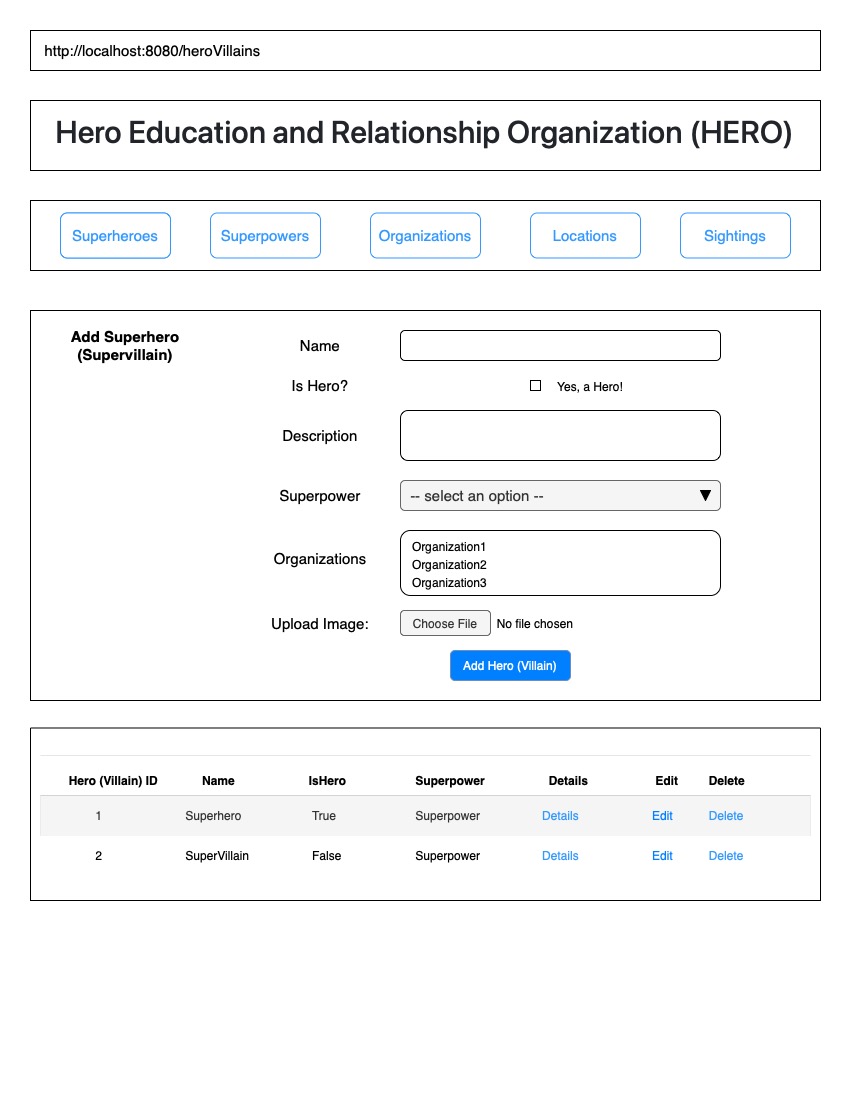 http://localhost:8080/heroVillains
Hero Education and Relationship Organization (HERO)
Superheroes Superpowers Organizations Locations Sightings
Add Superhero
(Supervillain)
Name
Is Hero? Yes, a Hero!
Description
Superpower -- select an option -- ▼
Organizations
Organization1
Organization2
Organization3
Upload Image: Choose File No file chosen
Add Hero (Villain)
Hero (Villain) ID Name IsHero Superpower Details Edit Delete
1 Superhero True Superpower Details Edit Delete
2 SuperVillain False Superpower Details Edit Delete